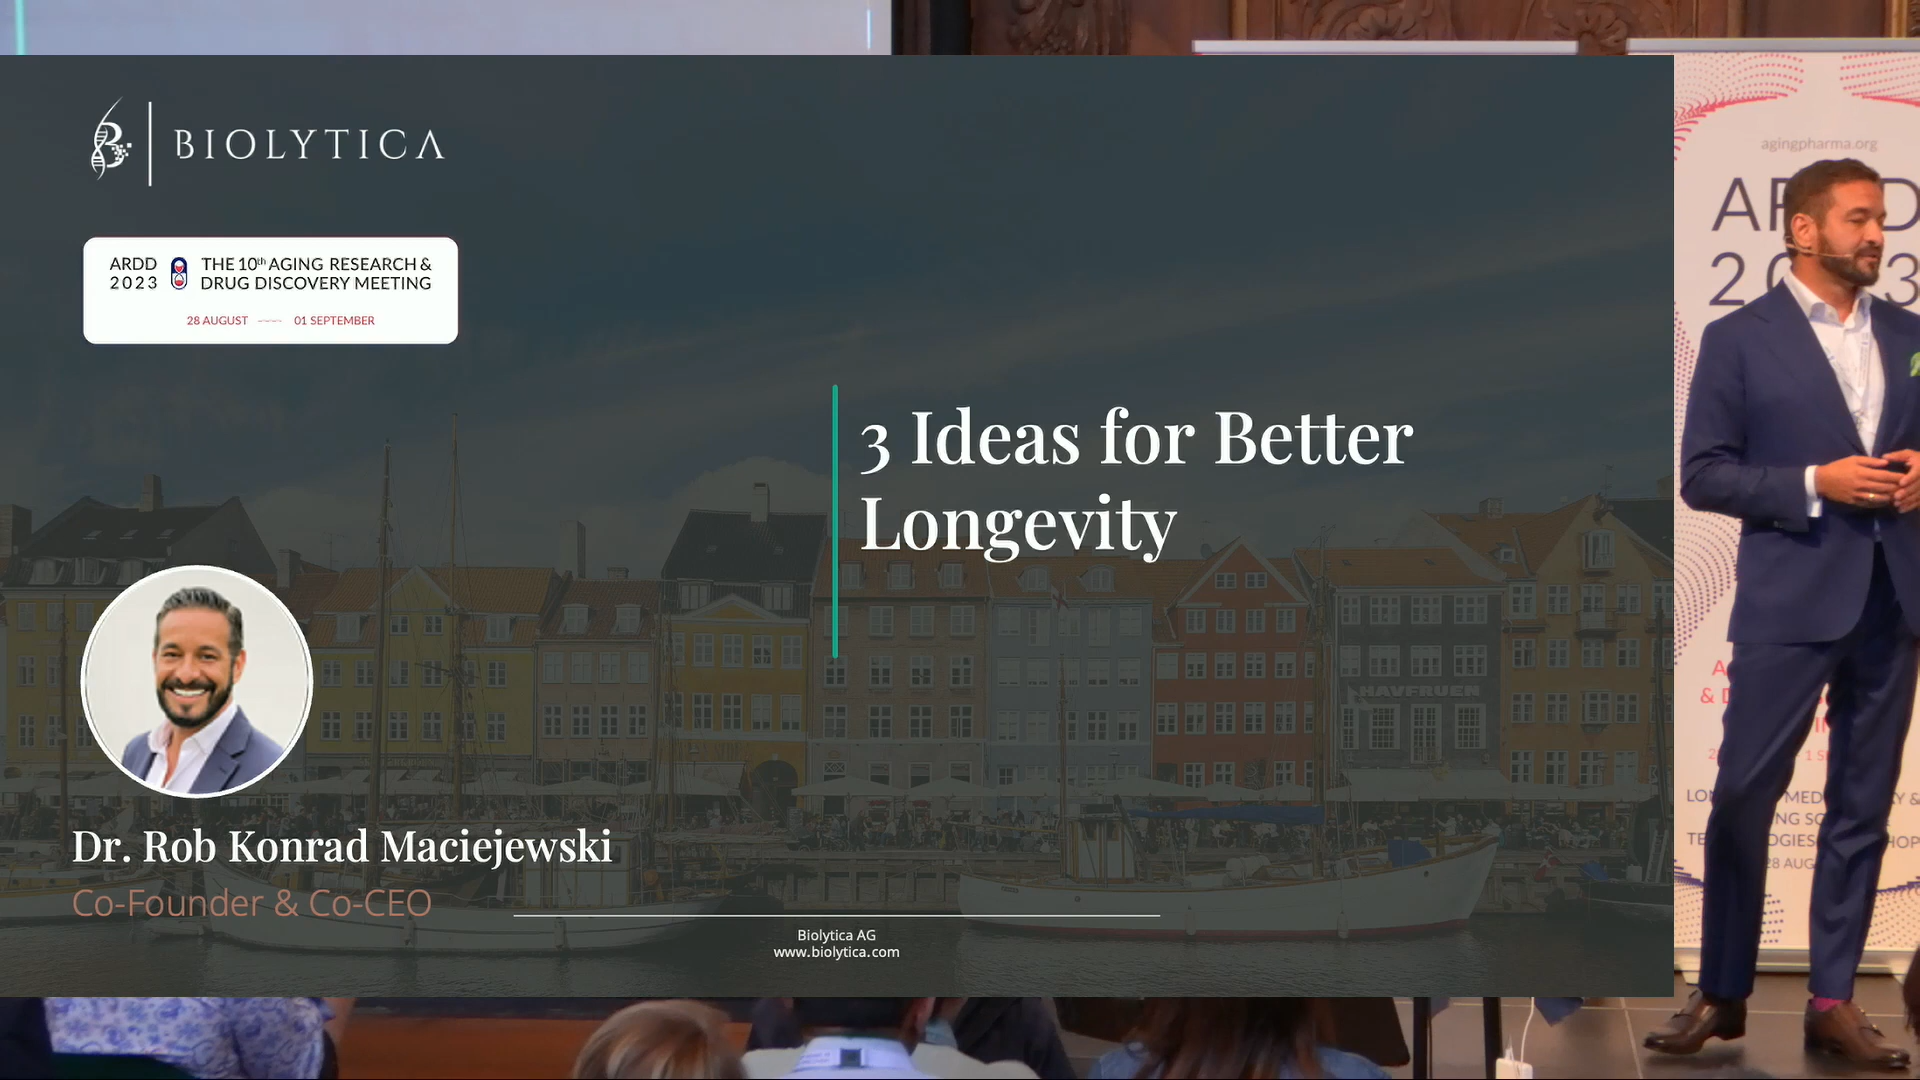 BIOLYTICA
ARDD
2023
THE 10th AGING RESEARCH &
DRUG DISCOVERY MEETING
28 AUGUST
01 SEPTEMBER
3 Ideas for Better
Longevity
HAVFRUEN
Dr. Rob Konrad Maciejewski
Co-Founder & Co-CEO
Biolytica AG
www.biolytica.com
agingpharma.org